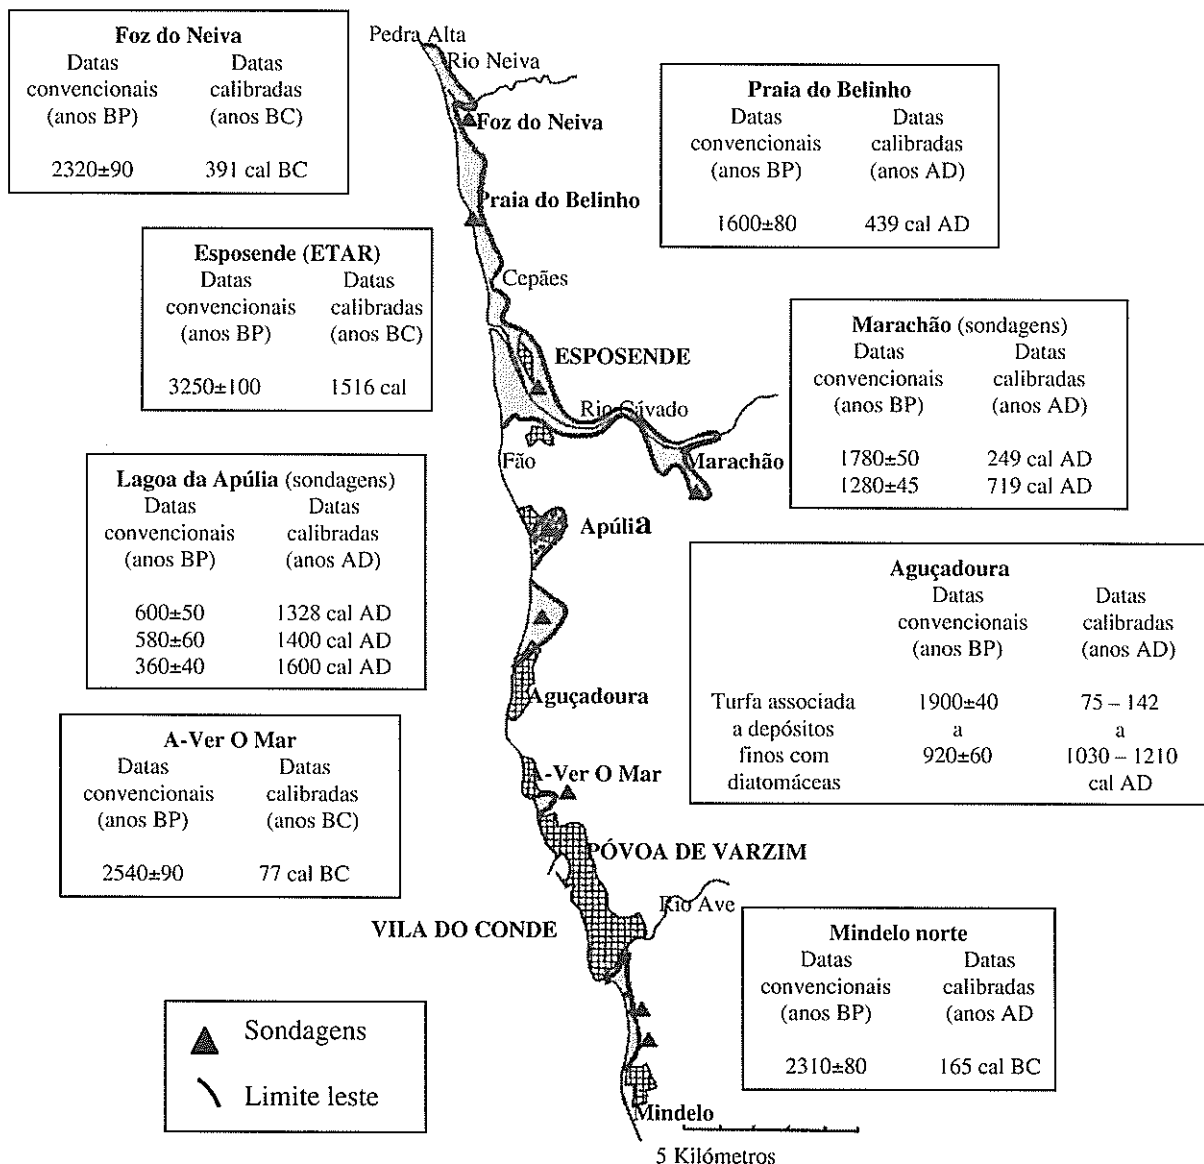 Foz do Neiva
Datas Datas
convencionais calibradas
(anos BP) (anos BC)
2320±90 391 cal BC
Pedra Alta
Rio Neiva
Foz do Neiva
Praia do Belinho
Datas Datas
convencionais calibradas
(anos BP) (anos AD)
1600±80 439 cal AD
Praia do Belinho
Esposende (ETAR)
Datas Datas
convencionais calibradas
(anos BP) (anos BC)
3250±100 1516 cal
Cepães
ESPOSENDE
Rio Cávado
Marachão (sondagens)
Datas Datas
convencionais calibradas
(anos BP) (anos AD)
1780±50 249 cal AD
1280±45 719 cal AD
Fão
Marachão
Lagoa da Apúlia (sondagens)
Datas Datas
convencionais calibradas
(anos BP) (anos AD)
600±50 1328 cal AD
580±60 1400 cal AD
360±40 1600 cal AD
Apúlia
Aguçadoura
Datas Datas
convencionais calibradas
(anos BP) (anos AD)
Turfa associada 1900±40 75 – 142
a depósitos a a
finos com 920±60 1030 – 1210
diatomáceas cal AD
Aguçadoura
A-Ver O Mar
Datas Datas
convencionais calibradas
(anos BP) (anos BC)
2540±90 77 cal BC
A-Ver O Mar
PÓVOA DE VARZIM
Rio Ave
VILA DO CONDE
Mindelo norte
Datas Datas
convencionais calibradas
(anos BP) (anos AD
2310±80 165 cal BC
Sondagens
Limite leste
Mindelo
5 Kilómetros